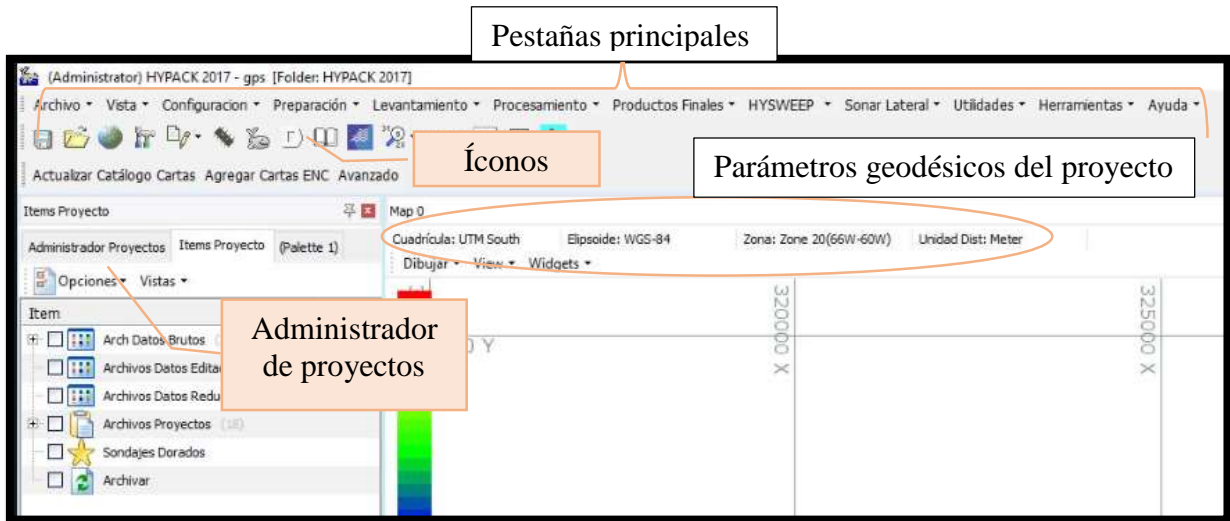 Pestañas principales
(Administrator) HYPACK 2017 - gps [Folder: HYPACK 2017]
Archivo Vista Configuracion Preparación Levantamiento Procesamiento Productos Finales HYSWEEP Sonar Lateral Utilidades Herramientas Ayuda
Íconos
Parámetros geodésicos del proyecto
Actualizar Catálogo Cartas Agregar Cartas ENC Avanzado
Items Proyecto
Map 0
Administrador Proyectos Items Proyecto (Palette 1)
Cuadrícula: UTM South Elipsoide: WGS-84 Zona: Zone 20(66W-60W) Unidad Dist: Meter
Opciones Vistas
Dibujar View Widgets
Item
320000 X
325000 X
0 Y
Administrador
de proyectos
Arch Datos Brutos
Archivos Datos Edita
Archivos Datos Redu
Archivos Proyectos (18)
Sondajes Dorados
Archivar